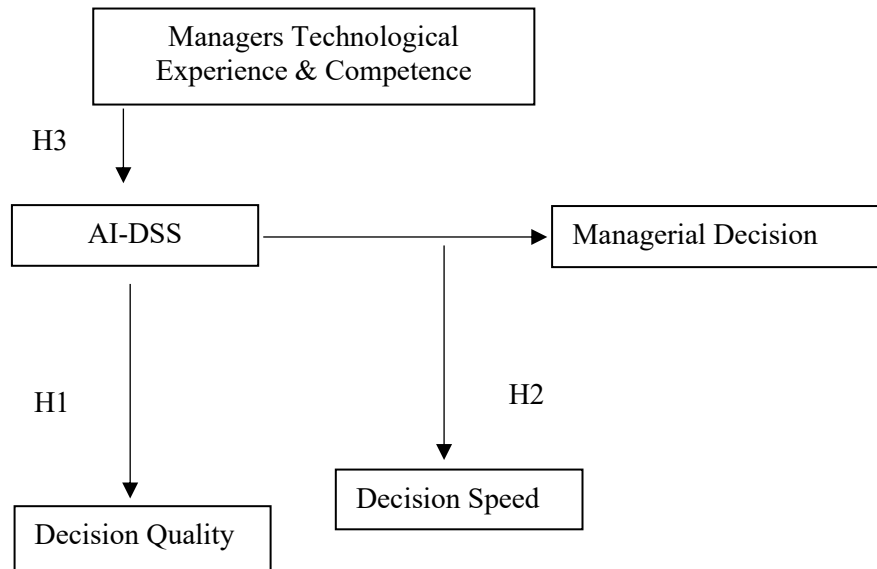 Managers Technological
Experience & Competence
H3
AI-DSS
Managerial Decision
H1
H2
Decision Speed
Decision Quality